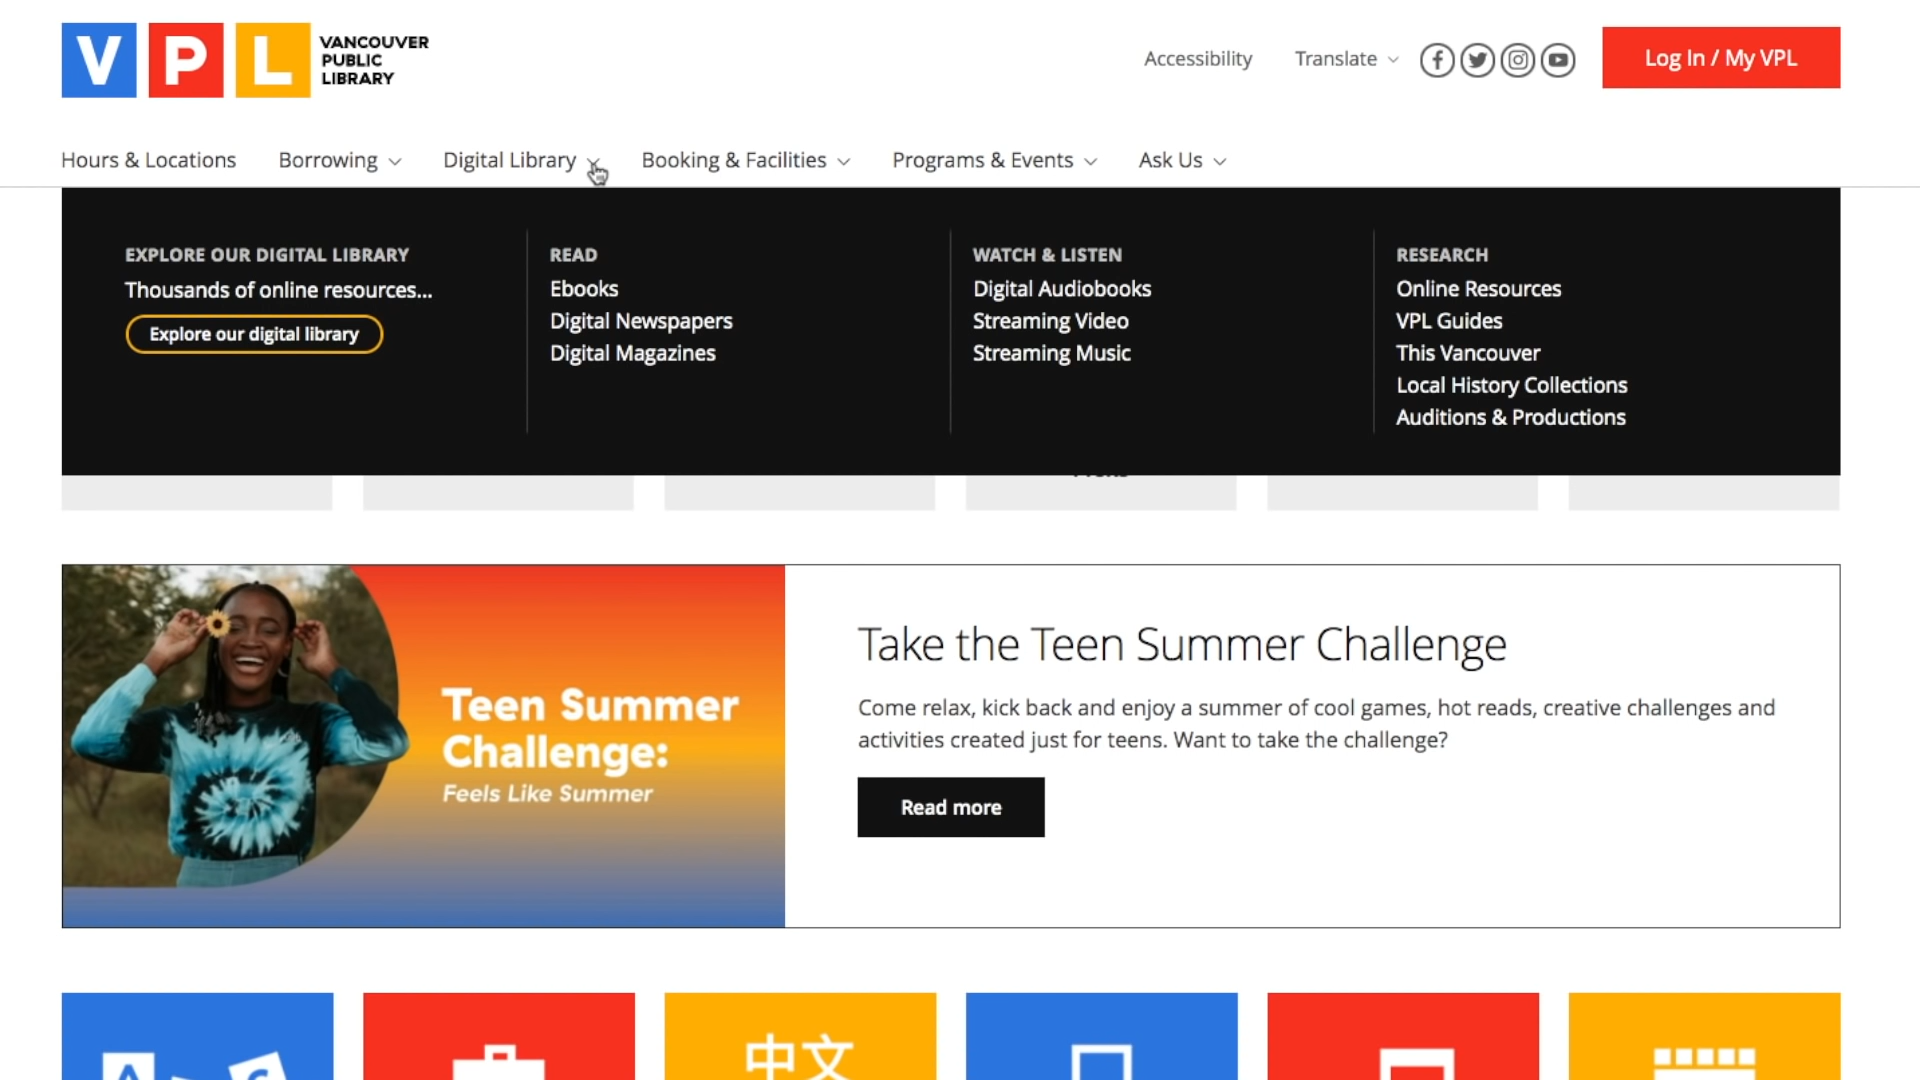 V P L
VANCOUVER
PUBLIC
LIBRARY
Accessibility
Translate
Log In / My VPL
Hours & Locations
Borrowing
Digital Library
Booking & Facilities
Programs & Events
Ask Us
EXPLORE OUR DIGITAL LIBRARY
Thousands of online resources...
Explore our digital library
READ
Ebooks
Digital Newspapers
Digital Magazines
WATCH & LISTEN
Digital Audiobooks
Streaming Video
Streaming Music
RESEARCH
Online Resources
VPL Guides
This Vancouver
Local History Collections
Auditions & Productions
Teen Summer
Challenge:
Feels Like Summer
Take the Teen Summer Challenge
Come relax, kick back and enjoy a summer of cool games, hot reads, creative challenges and
activities created just for teens. Want to take the challenge?
Read more
中文